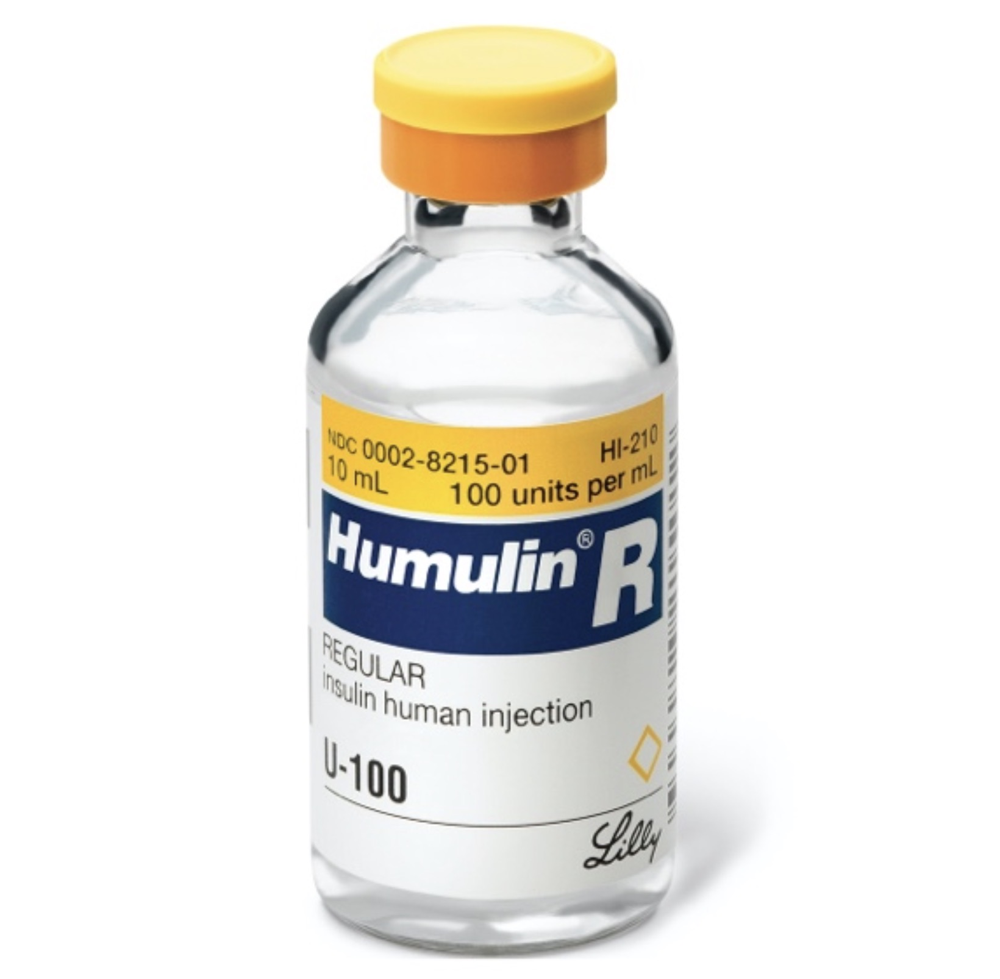 NDC 0002-8215-01 HI-210
10 mL 100 units per mL
Humulin® R
REGULAR
insulin human injection
U-100
Lilly